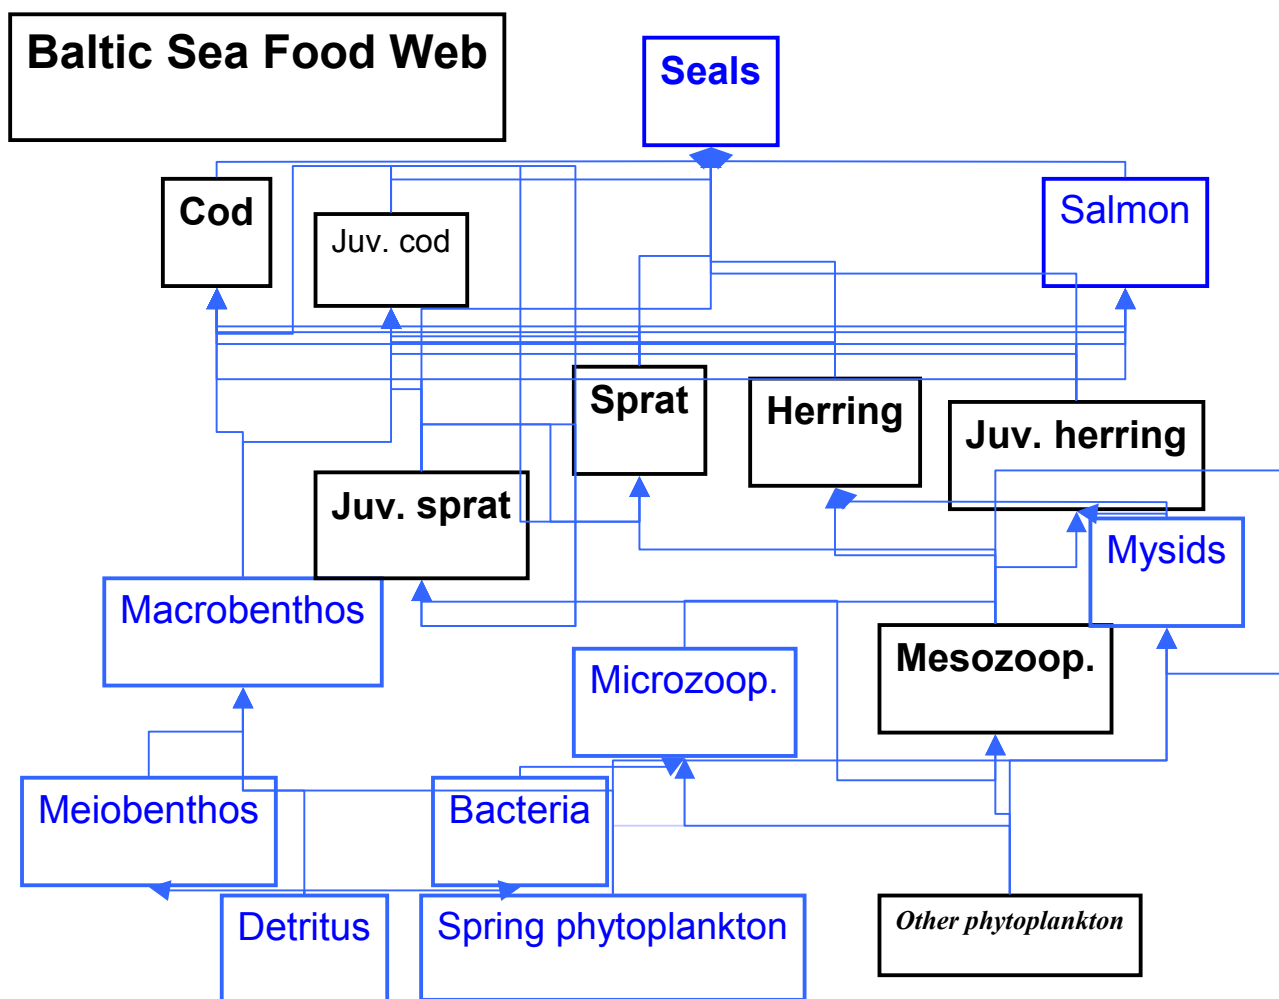 Baltic Sea Food Web
Seals
Cod
Juv. cod
Salmon
Sprat
Herring
Juv. herring
Juv. sprat
Mysids
Macrobenthos
Microzoop.
Mesozoop.
Meiobenthos
Bacteria
Detritus
Spring phytoplankton
Other phytoplankton